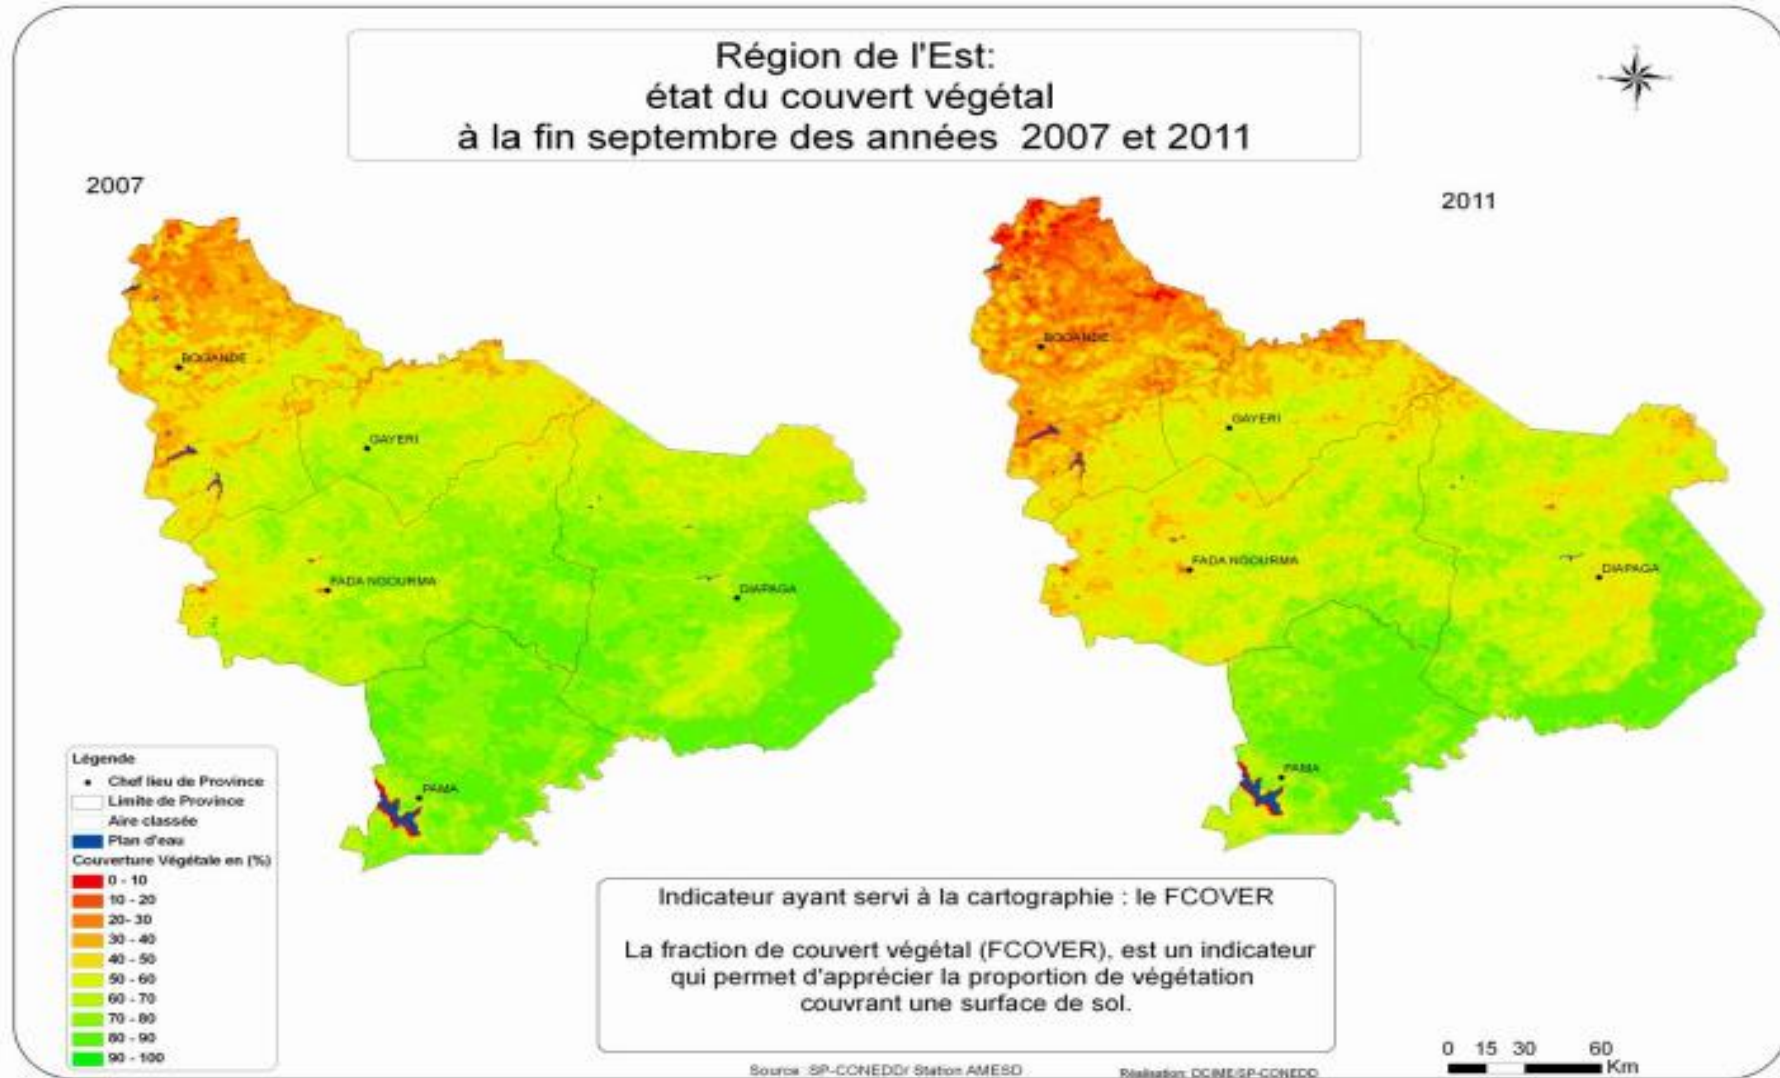 Région de l'Est:
état du couvert végétal
à la fin septembre des années 2007 et 2011
2007
2011
BOGANDE
GAYERI
FADA NGOURMA
DIAPAGA
PAMA
BOGANDE
GAYERI
FADA NGOURMA
DIAPAGA
PAMA
Légende
Chef lieu de Province
Limite de Province
Aire classée
Plan d'eau
Couverture Végétale en (%)
0 - 10
10 - 20
20- 30
30 - 40
40 - 50
50 - 60
60 - 70
70 - 80
80 - 90
90 - 100
Indicateur ayant servi à la cartographie : le FCOVER
La fraction de couvert végétal (FCOVER), est un indicateur
qui permet d'apprécier la proportion de végétation
couvrant une surface de sol.
0 15 30 60
Km
Source :SP-CONEDD/ Station AMESD
Réalisation: DCIME/SP-CONEDD